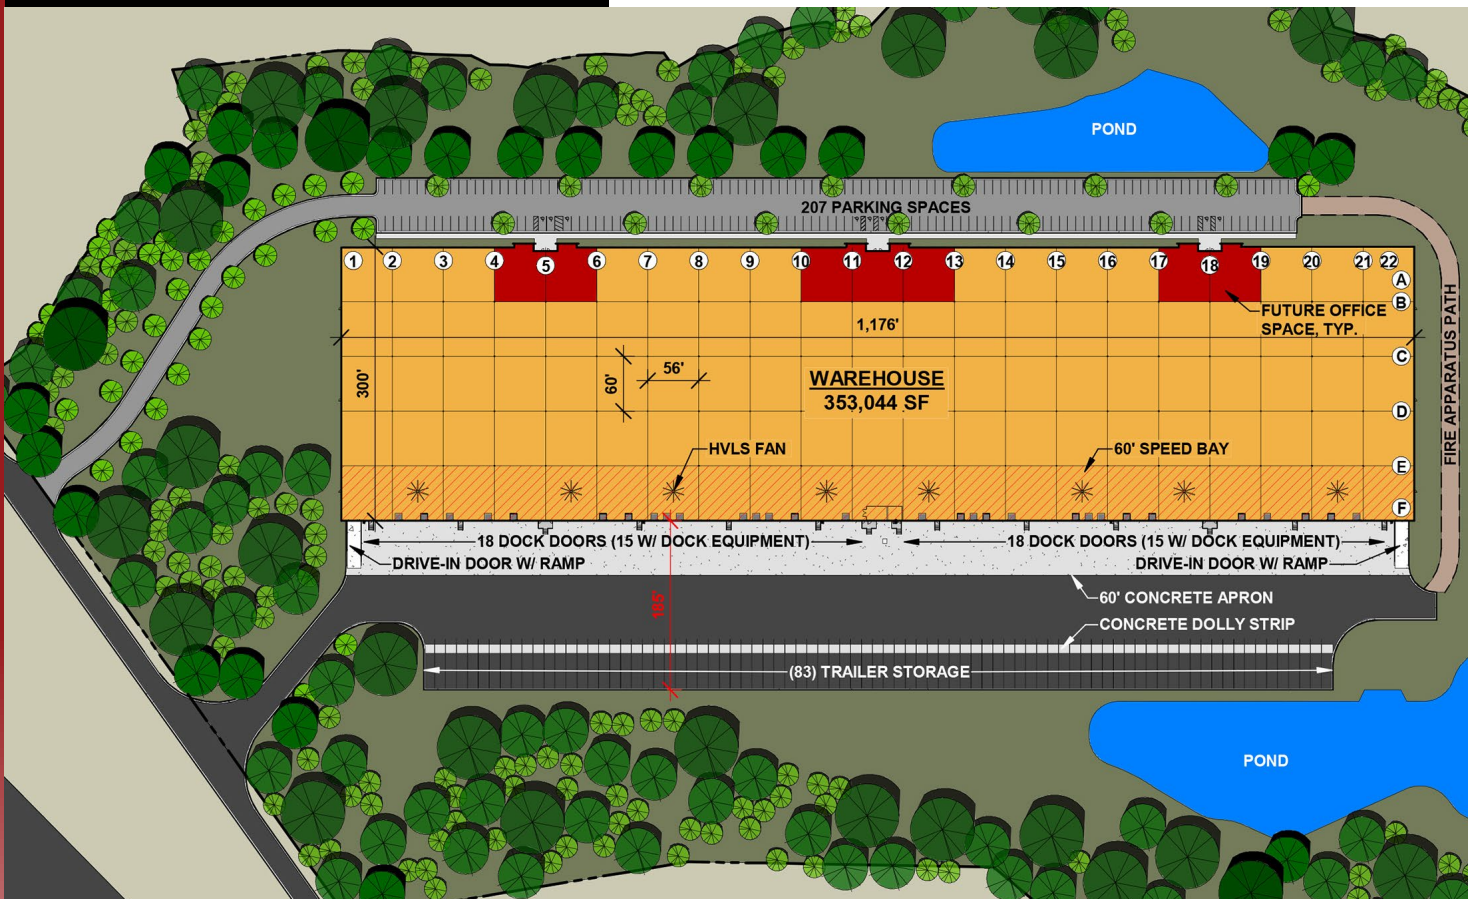 POND
207 PARKING SPACES
1 2 3 4 5 6 7 8 9 10 11 12 13 14 15 16 17 18 19 20 21 22
A
B
FUTURE OFFICE
SPACE, TYP.
1,176'
C
56'
60'
300'
WAREHOUSE
353,044 SF
D
FIRE APPARATUS PATH
HVLS FAN
60' SPEED BAY
E
F
18 DOCK DOORS (15 W/ DOCK EQUIPMENT)
18 DOCK DOORS (15 W/ DOCK EQUIPMENT)
DRIVE-IN DOOR W/ RAMP
DRIVE-IN DOOR W/ RAMP
185'
60' CONCRETE APRON
CONCRETE DOLLY STRIP
(83) TRAILER STORAGE
POND